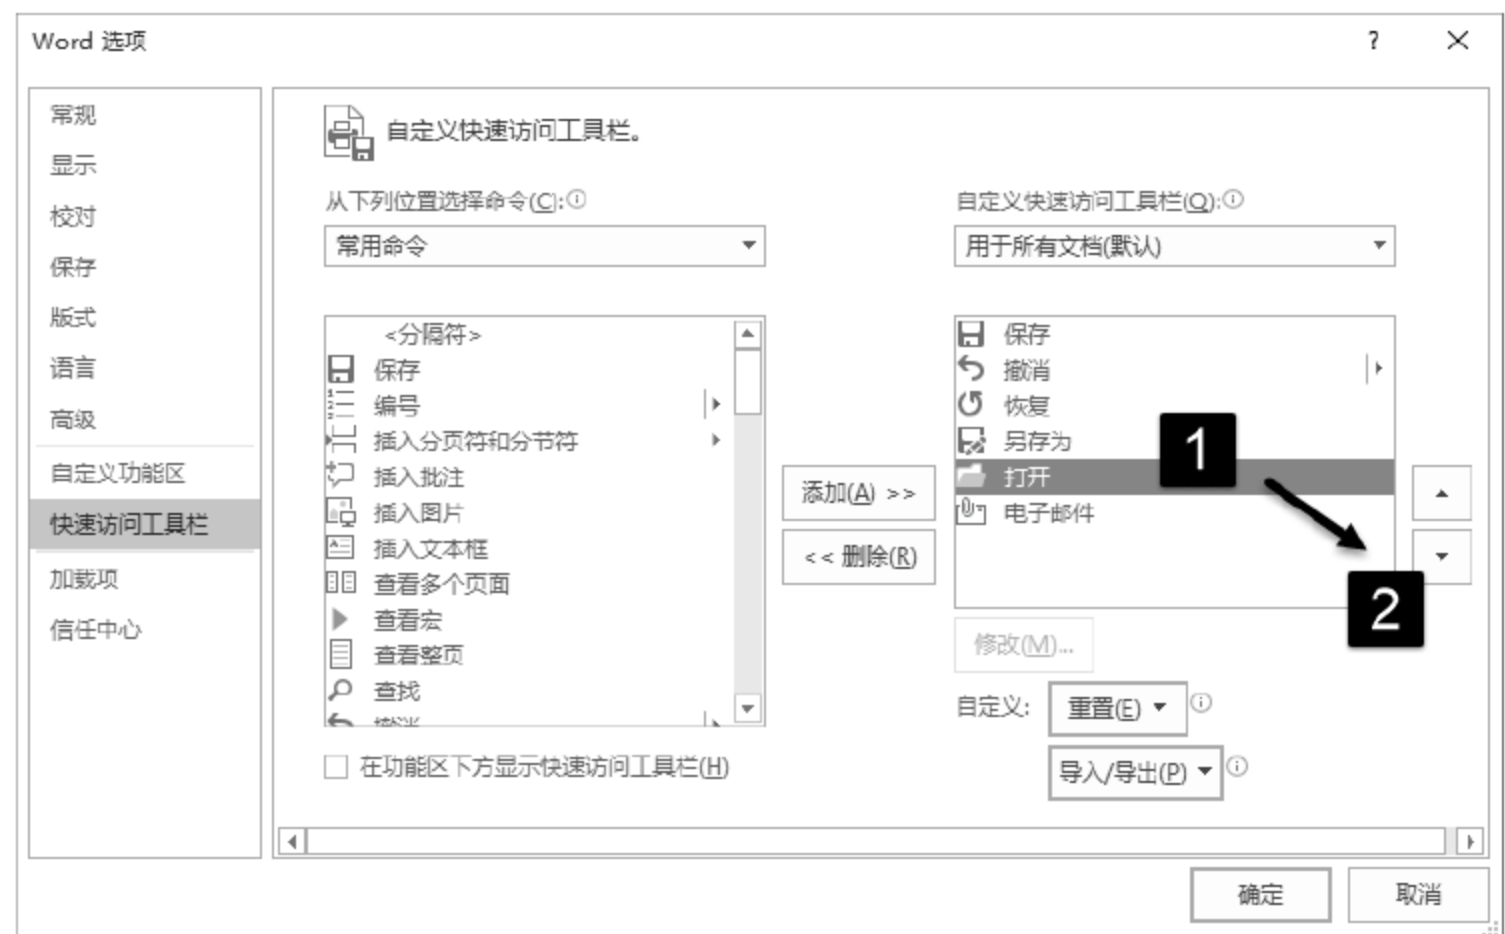 Word 选项
?
常规
显示
校对
保存
版式
语言
高级
自定义功能区
快速访问工具栏
加载项
信任中心
自定义快速访问工具栏。
从下列位置选择命令(C):
常用命令
<分隔符>
保存
编号
插入分页符和分节符
插入批注
插入图片
插入文本框
查看多个页面
查看宏
查看整页
查找
撤消
在功能区下方显示快速访问工具栏(H)
添加(A) >>
<< 删除(R)
自定义快速访问工具栏(Q):
用于所有文档(默认)
保存
撤消
恢复
另存为
打开
电子邮件
1
2
修改(M)...
自定义:
重置(E)
导入/导出(P)
确定
取消